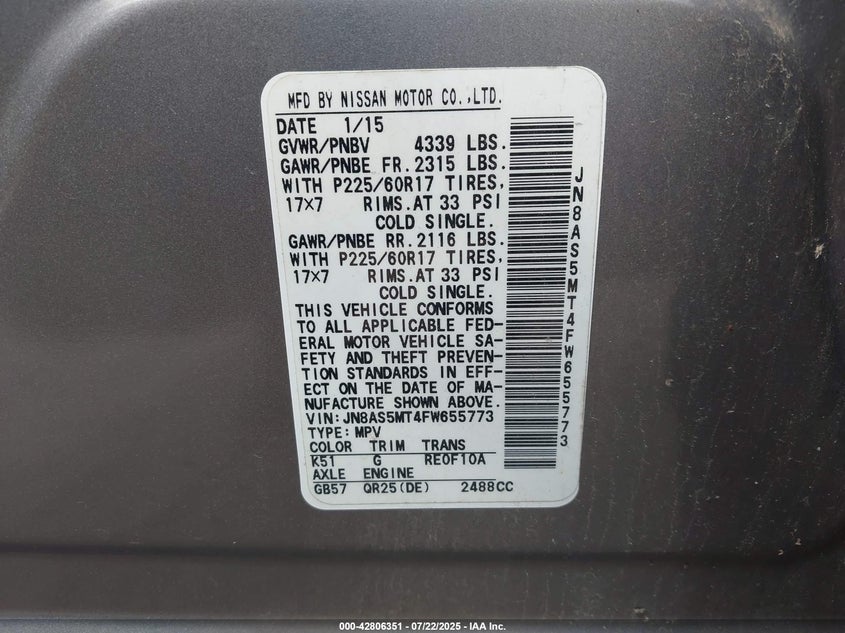 MFD BY NISSAN MOTOR CO.,LTD.
DATE 1/15
GVWR/PNBV 4339 LBS.
GAWR/PNBE FR.2315 LBS.
WITH P225/60R17 TIRES,
17×7 RIMS.AT 33 PSI
COLD SINGLE.
GAWR/PNBE RR.2116 LBS.
WITH P225/60R17 TIRES,
17×7 RIMS.AT 33 PSI
COLD SINGLE.
THIS VEHICLE CONFORMS
TO ALL APPLICABLE FED-
ERAL MOTOR VEHICLE SA-
FETY AND THEFT PREVEN-
TION STANDARDS IN EFF-
ECT ON THE DATE OF MA-
NUFACTURE SHOWN ABOVE.
VIN:JN8AS5MT4FW655773
TYPE:MPV
COLOR TRIM TRANS
K51 G RE0F10A
AXLE ENGINE
GB57 QR25(DE) 2488CC
JN8AS5MT4FW655773
000-42806351 - 07/22/2025 - IAA Inc.